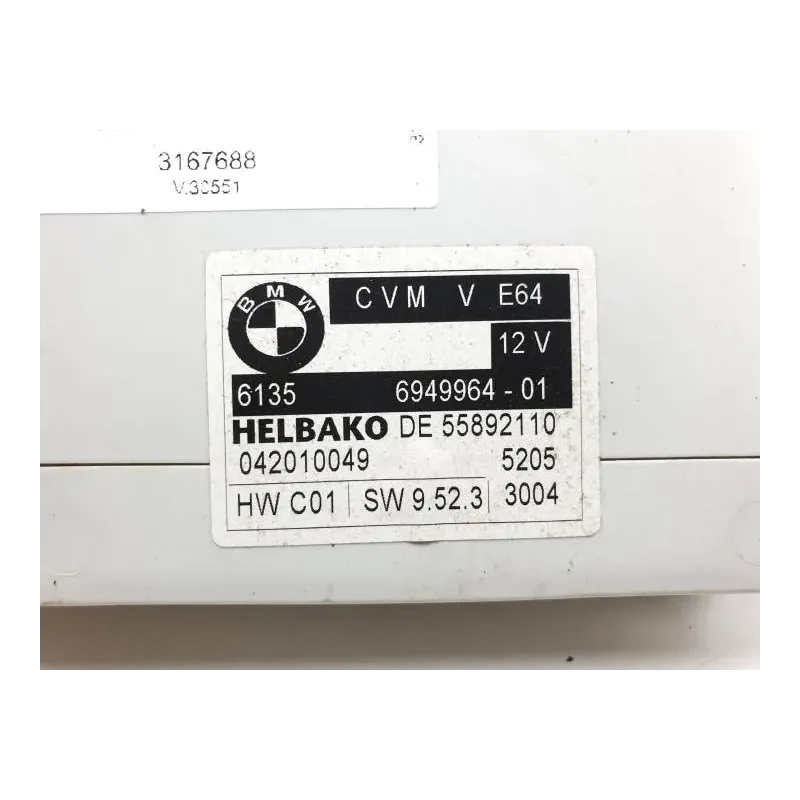 3167688
V.30551
BMW
CVM V E64
12 V
6135 6949964-01
HELBAKO DE 55892110
042010049 5205
HW C01 SW 9.52.3 3004